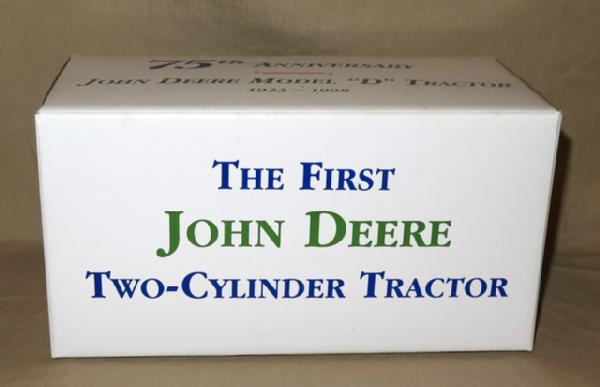 75th Anniversary
John Deere Model "D" Tractor
1923 – 1998
The First
John Deere
Two-Cylinder Tractor